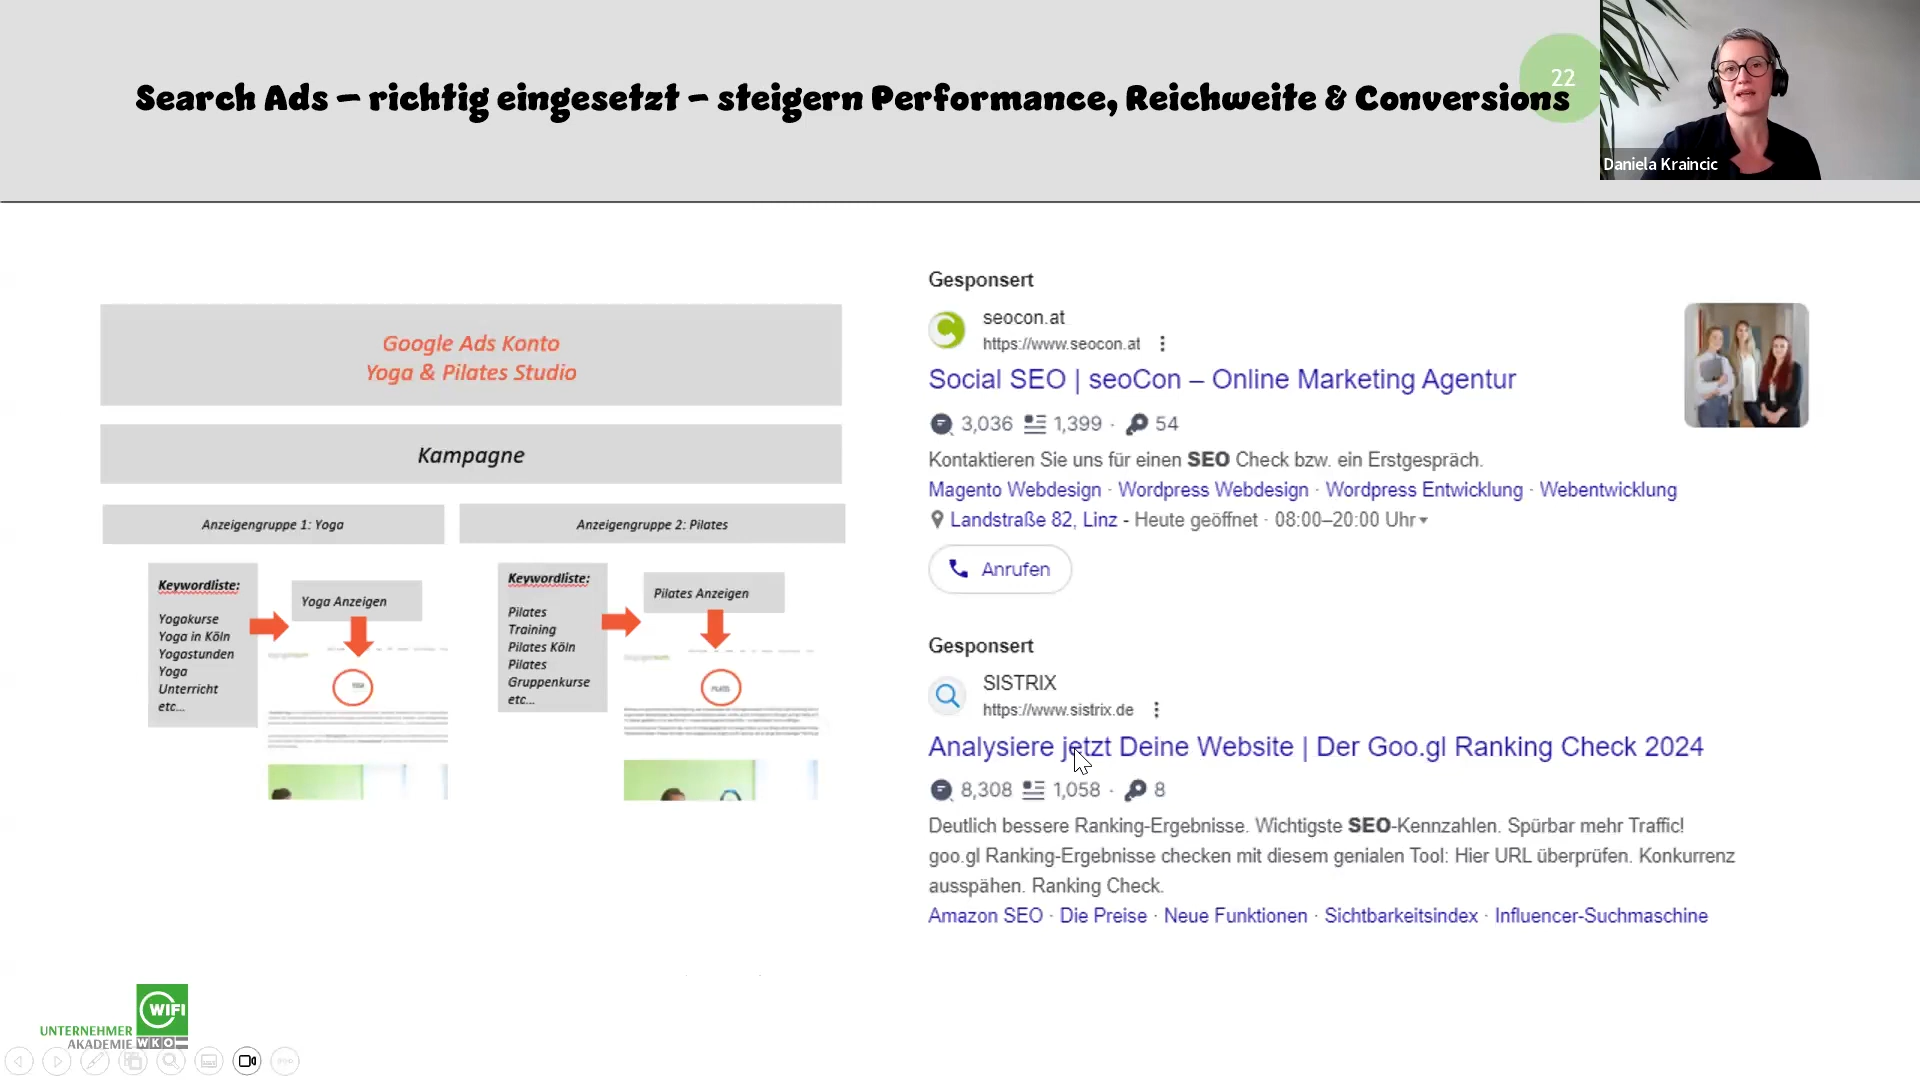 Search Ads – richtig eingesetzt – steigern Performance, Reichweite & Conversions
22
Daniela Kraincic
Google Ads Konto
Yoga & Pilates Studio
Kampagne
Anzeigengruppe 1: Yoga
Anzeigengruppe 2: Pilates
Keywordliste:
Yogakurse
Yoga in Köln
Yogastunden
Yoga
Unterricht
etc...
Yoga Anzeigen
YOGA
Keywordliste:
Pilates
Training
Pilates Köln
Pilates
Gruppenkurse
etc...
Pilates Anzeigen
PILATES
Gesponsert
seocon.at
https://www.seocon.at
Social SEO | seoCon – Online Marketing Agentur
3,036 1,399 · 54
Kontaktieren Sie uns für einen SEO Check bzw. ein Erstgespräch.
Magento Webdesign · Wordpress Webdesign · Wordpress Entwicklung · Webentwicklung
Landstraße 82, Linz - Heute geöffnet · 08:00–20:00 Uhr
Anrufen
Gesponsert
SISTRIX
https://www.sistrix.de
Analysiere jetzt Deine Website | Der Goo.gl Ranking Check 2024
8,308 1,058 · 8
Deutlich bessere Ranking-Ergebnisse. Wichtigste SEO-Kennzahlen. Spürbar mehr Traffic!
goo.gl Ranking-Ergebnisse checken mit diesem genialen Tool: Hier URL überprüfen. Konkurrenz
ausspähen. Ranking Check.
Amazon SEO · Die Preise · Neue Funktionen · Sichtbarkeitsindex · Influencer-Suchmaschine
WIFI
UNTERNEHMER
AKADEMIE WKO